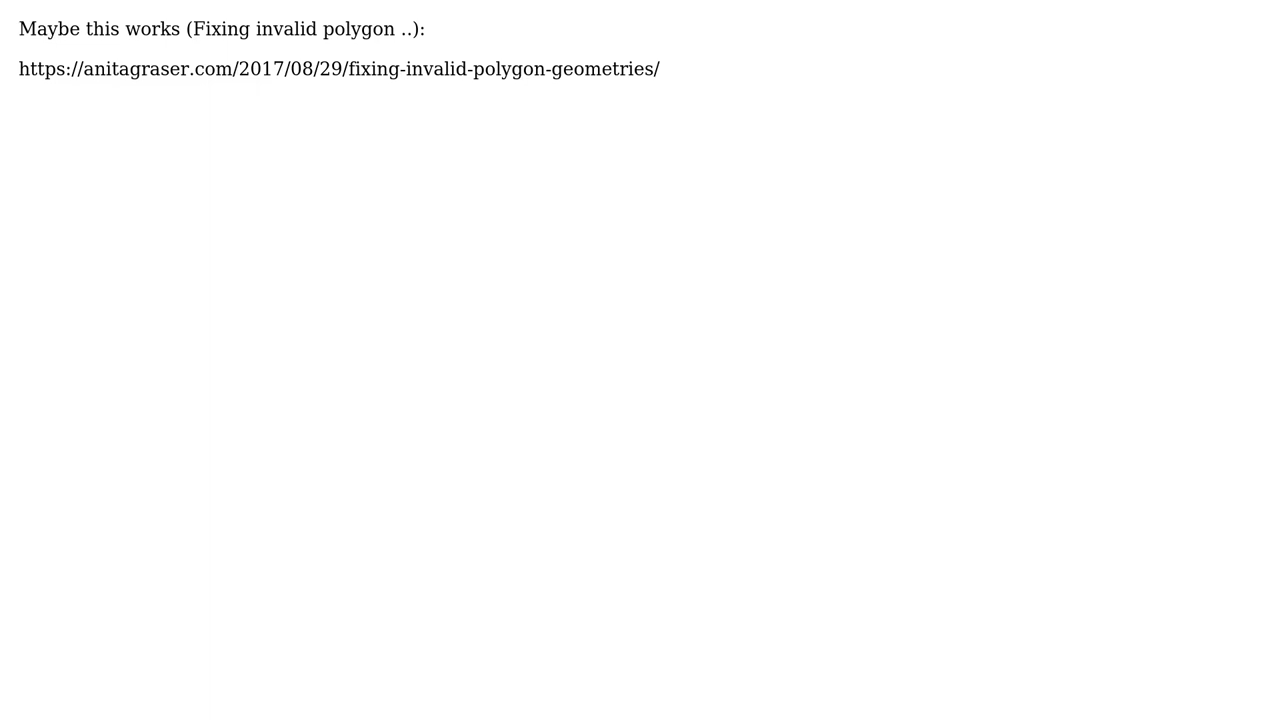 Maybe this works (Fixing invalid polygon ..):
https://anitagraser.com/2017/08/29/fixing-invalid-polygon-geometries/